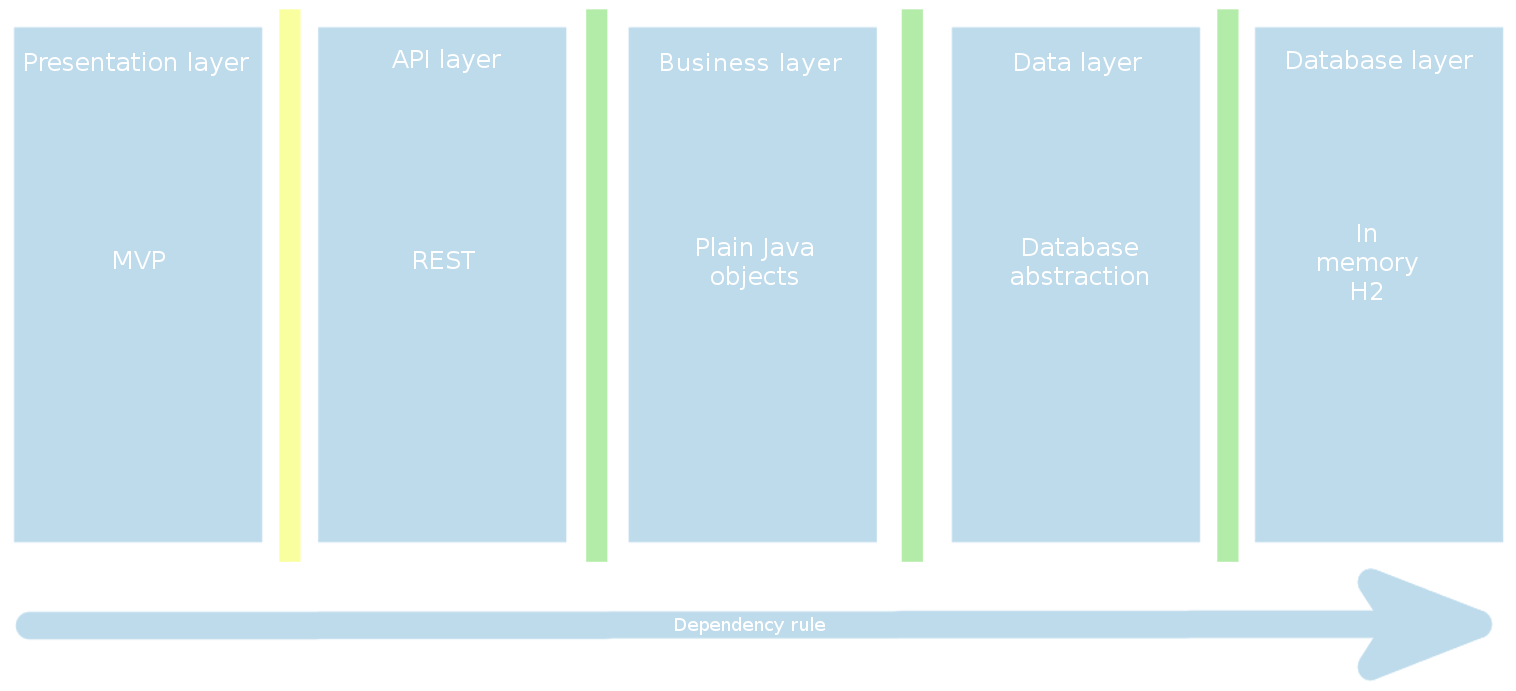 Presentation layer
API layer
Business layer
Data layer
Database layer
MVP
REST
Plain Java
objects
Database
abstraction
In
memory
H2
Dependency rule